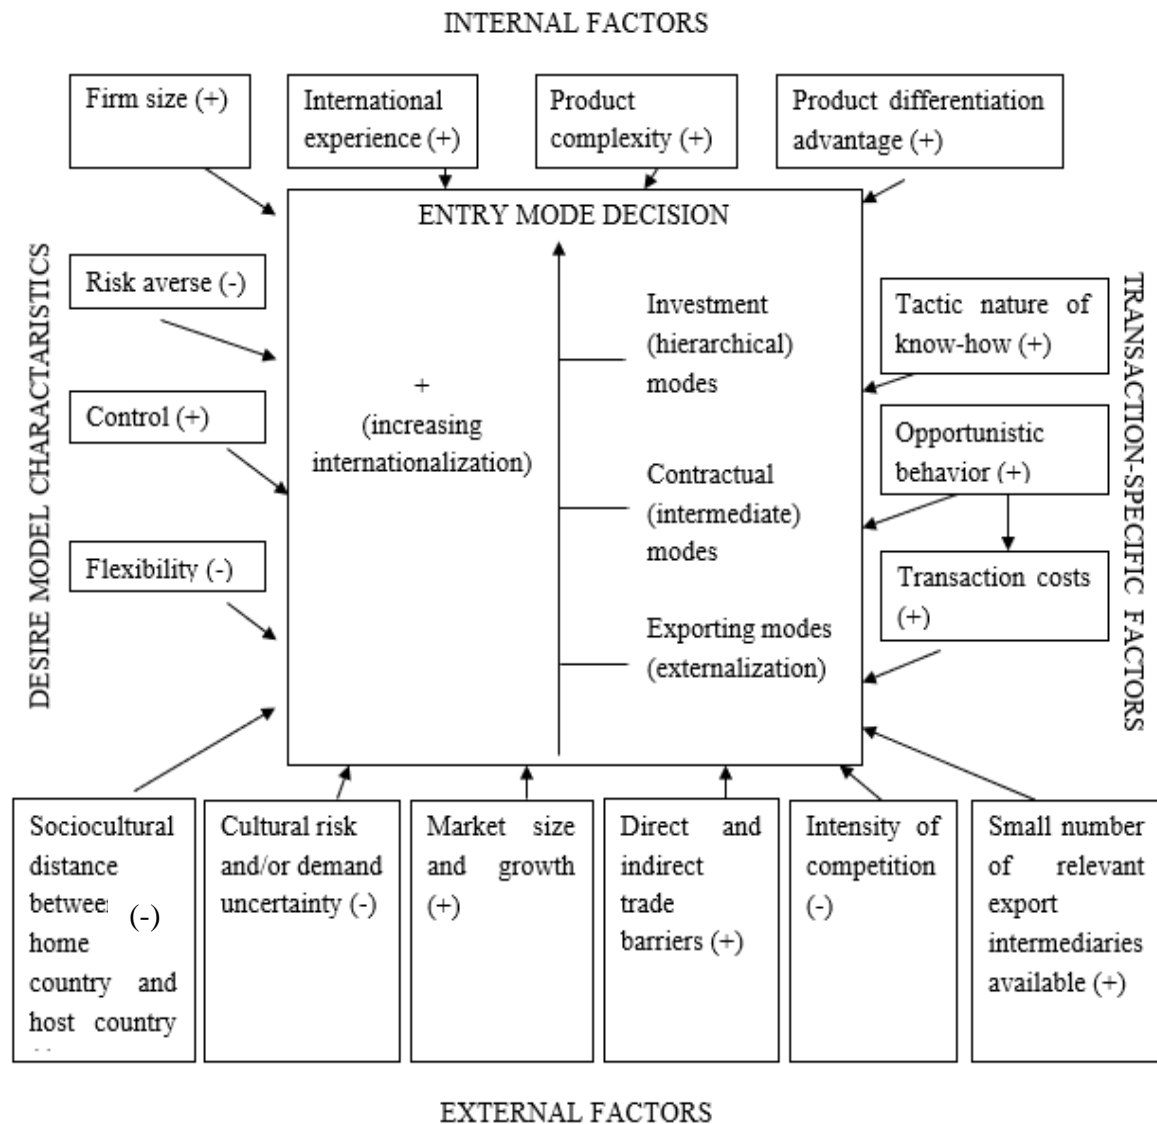 INTERNAL FACTORS
Firm size (+)
International
experience (+)
Product
complexity (+)
Product differentiation
advantage (+)
ENTRY MODE DECISION
DESIRE MODEL CHARACTARISTICS
Risk averse (-)
Control (+)
Flexibility (-)
+
(increasing
internationalization)
Investment
(hierarchical)
modes
Contractual
(intermediate)
modes
Exporting modes
(externalization)
Tactic nature of
know-how (+)
Opportunistic
behavior (+)
Transaction costs
(+)
TRANSACTION-SPECIFIC FACTORS
Sociocultural
distance
between
(-)
home
country and
host country
Cultural risk
and/or demand
uncertainty (-)
Market size
and growth
(+)
Direct and
indirect
trade
barriers (+)
Intensity of
competition
(-)
Small number
of relevant
export
intermediaries
available (+)
EXTERNAL FACTORS